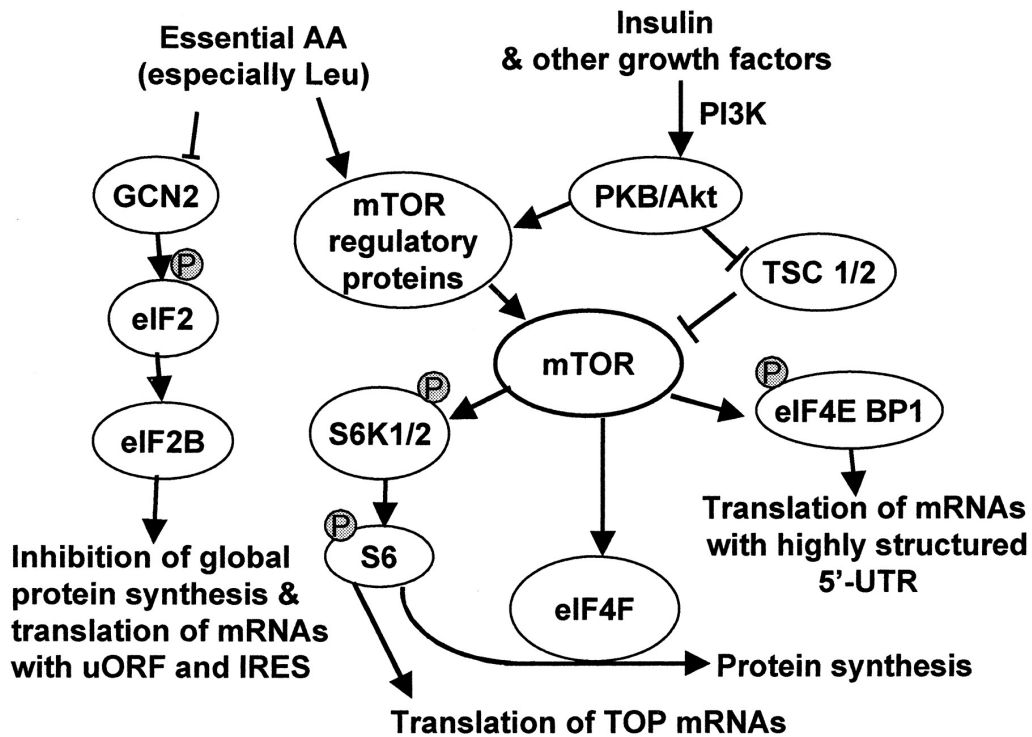 Essential AA
(especially Leu)
Insulin
& other growth factors
PI3K
GCN2
mTOR
regulatory
proteins
PKB/Akt
P
TSC 1/2
eIF2
mTOR
P
P
S6K1/2
eIF4E BP1
eIF2B
P
S6
Translation of mRNAs
with highly structured
5’-UTR
Inhibition of global
protein synthesis &
translation of mRNAs
with uORF and IRES
eIF4F
Protein synthesis
Translation of TOP mRNAs